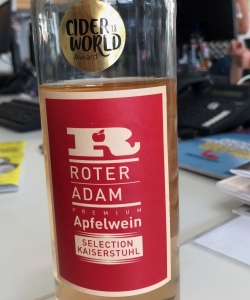 CIDER
WORLD
Award
R
ROTER
ADAM
PREMIUM
Apfelwein
SELECTION
KAISERSTUHL